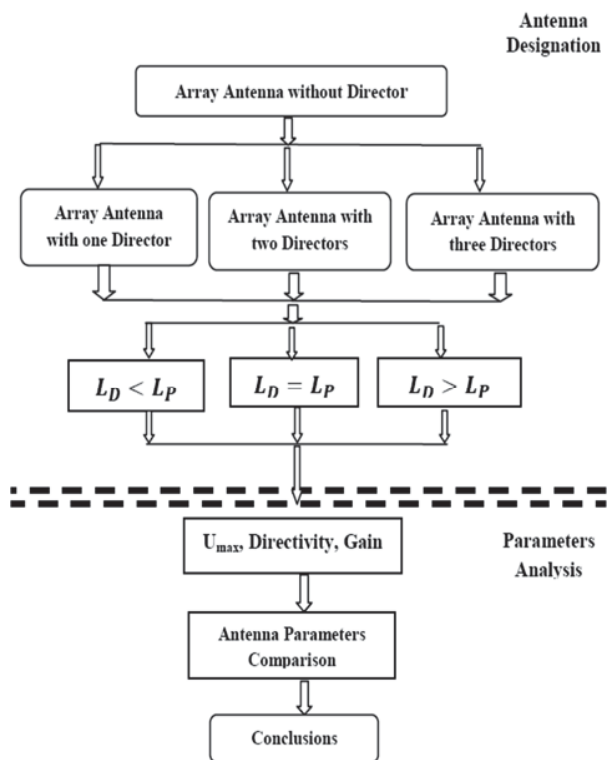 Antenna
Designation
Array Antenna without Director
Array Antenna
with one Director
Array Antenna with
two Directors
Array Antenna with
three Directors
L_D < L_P
L_D = L_P
L_D > L_P
U_max, Directivity, Gain
Parameters
Analysis
Antenna Parameters
Comparison
Conclusions